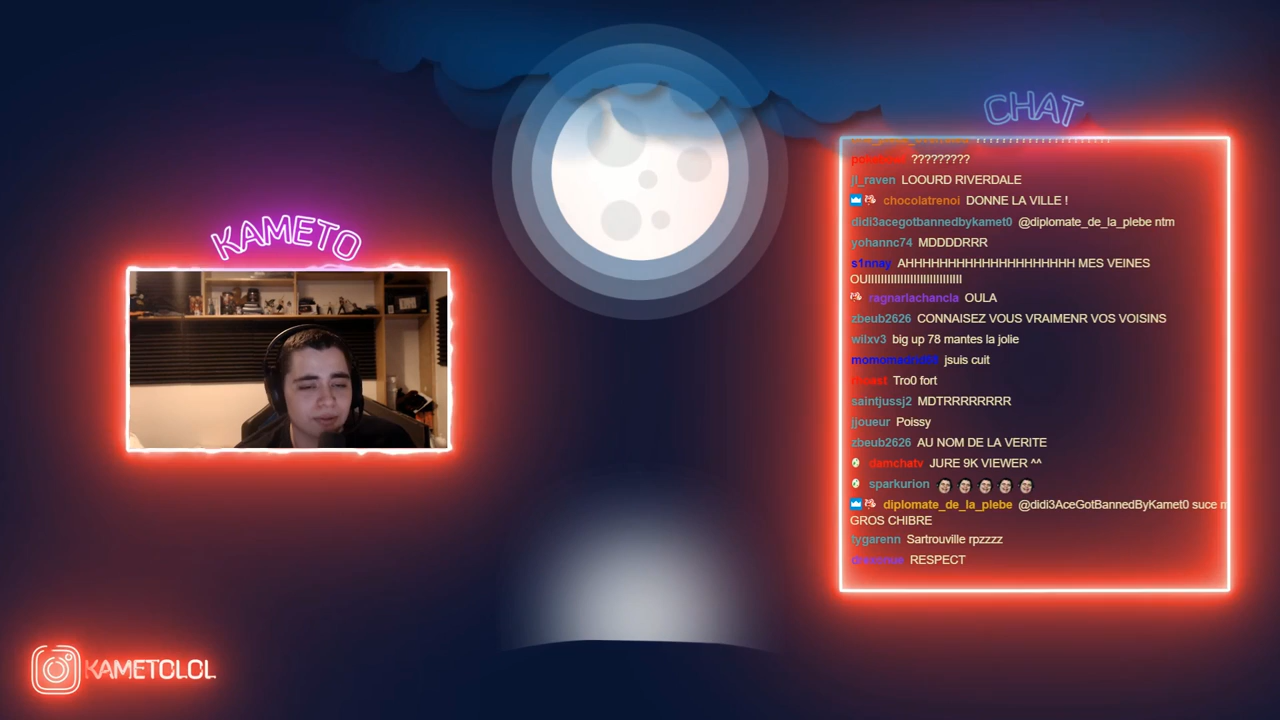 CHAT
?????????
jl_raven LOOURD RIVERDALE
chocolatrenoi DONNE LA VILLE !
didi3acegotbannedbykamet0 @diplomate_de_la_plebe ntm
yohannc74 MDDDDRRR
s1nnay AHHHHHHHHHHHHHHHHHHHH MES VEINES
OUIIIIIIIIIIIIIIIIIIIIIIIIIIIII
ragnarlachancla OULA
zbeub2626 CONNAISEZ VOUS VRAIMENR VOS VOISINS
wilxv3 big up 78 mantes la jolie
jsuis cuit
Tro0 fort
saintjussj2 MDTRRRRRRRR
jjoueur Poissy
zbeub2626 AU NOM DE LA VERITE
damchatv JURE 9K VIEWER ^^
sparkurion
diplomate_de_la_plebe @didi3AceGotBannedByKamet0 suce
GROS CHIBRE
tygarenn Sartrouville rpzzzz
RESPECT
KAMETO
KAMETOLOL